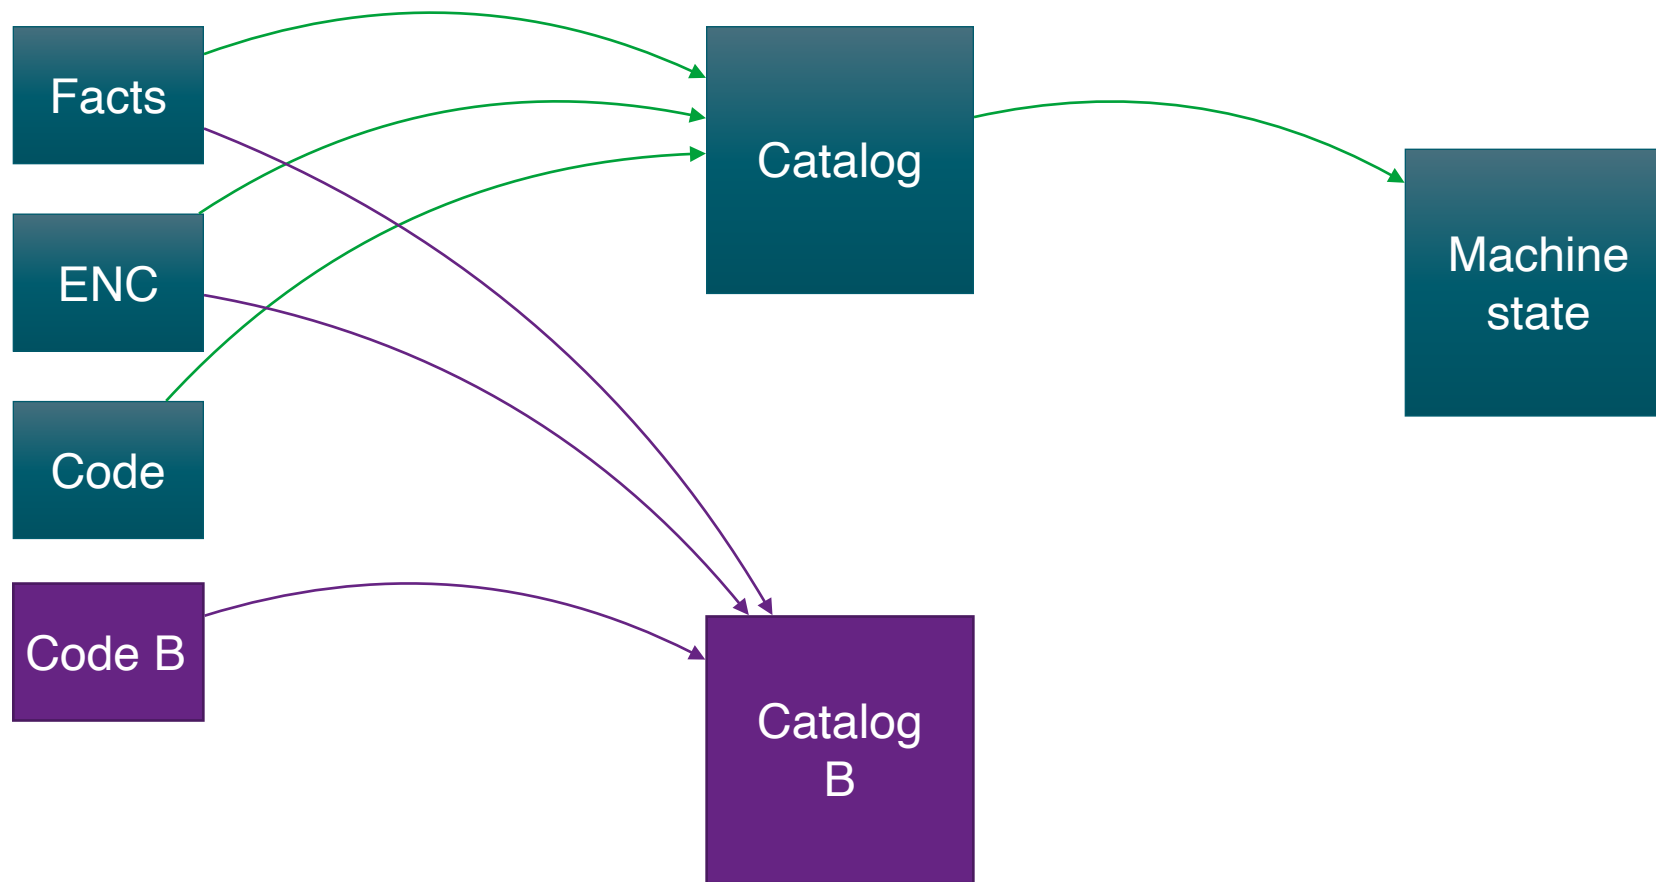 Facts
ENC
Code
Code B
Catalog
Catalog
B
Machine
state